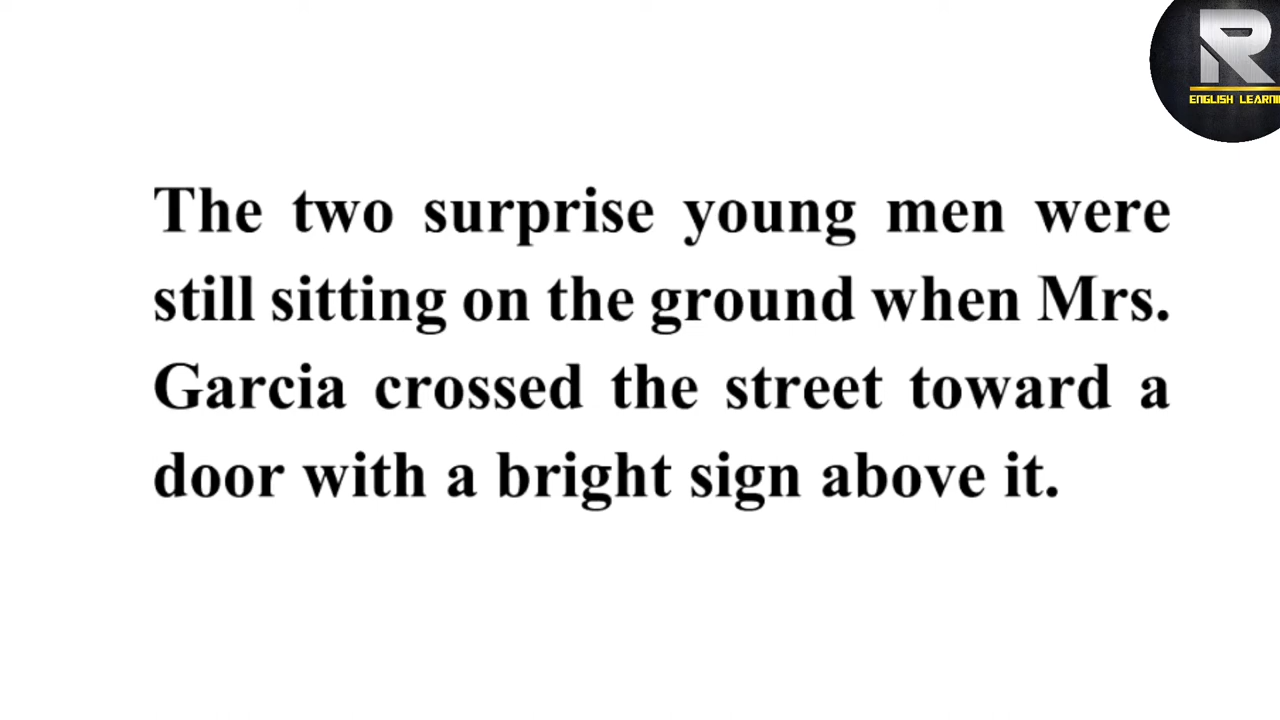 R
ENGLISH LEARNIN
The two surprise young men were
still sitting on the ground when Mrs.
Garcia crossed the street toward a
door with a bright sign above it.